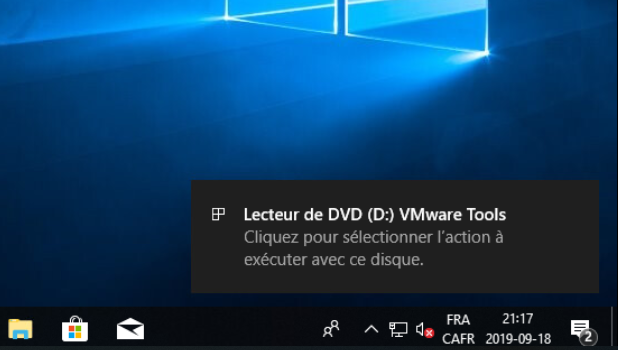 Lecteur de DVD (D:) VMware Tools
Cliquez pour sélectionner l'action à
exécuter avec ce disque.
FRA
CAFR
21:17
2019-09-18
2